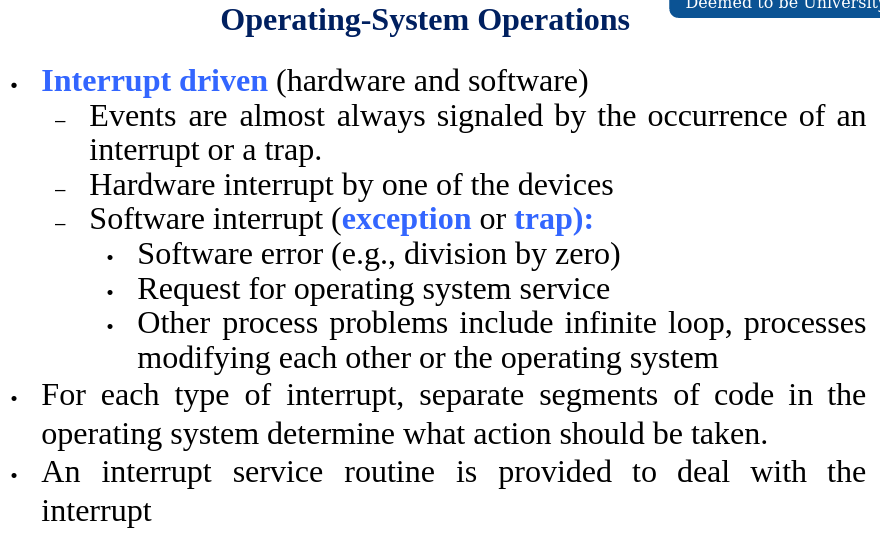 Operating-System Operations
Deemed to be University
• Interrupt driven (hardware and software)
– Events are almost always signaled by the occurrence of an
interrupt or a trap.
– Hardware interrupt by one of the devices
– Software interrupt (exception or trap):
• Software error (e.g., division by zero)
• Request for operating system service
• Other process problems include infinite loop, processes
modifying each other or the operating system
• For each type of interrupt, separate segments of code in the
operating system determine what action should be taken.
• An interrupt service routine is provided to deal with the
interrupt